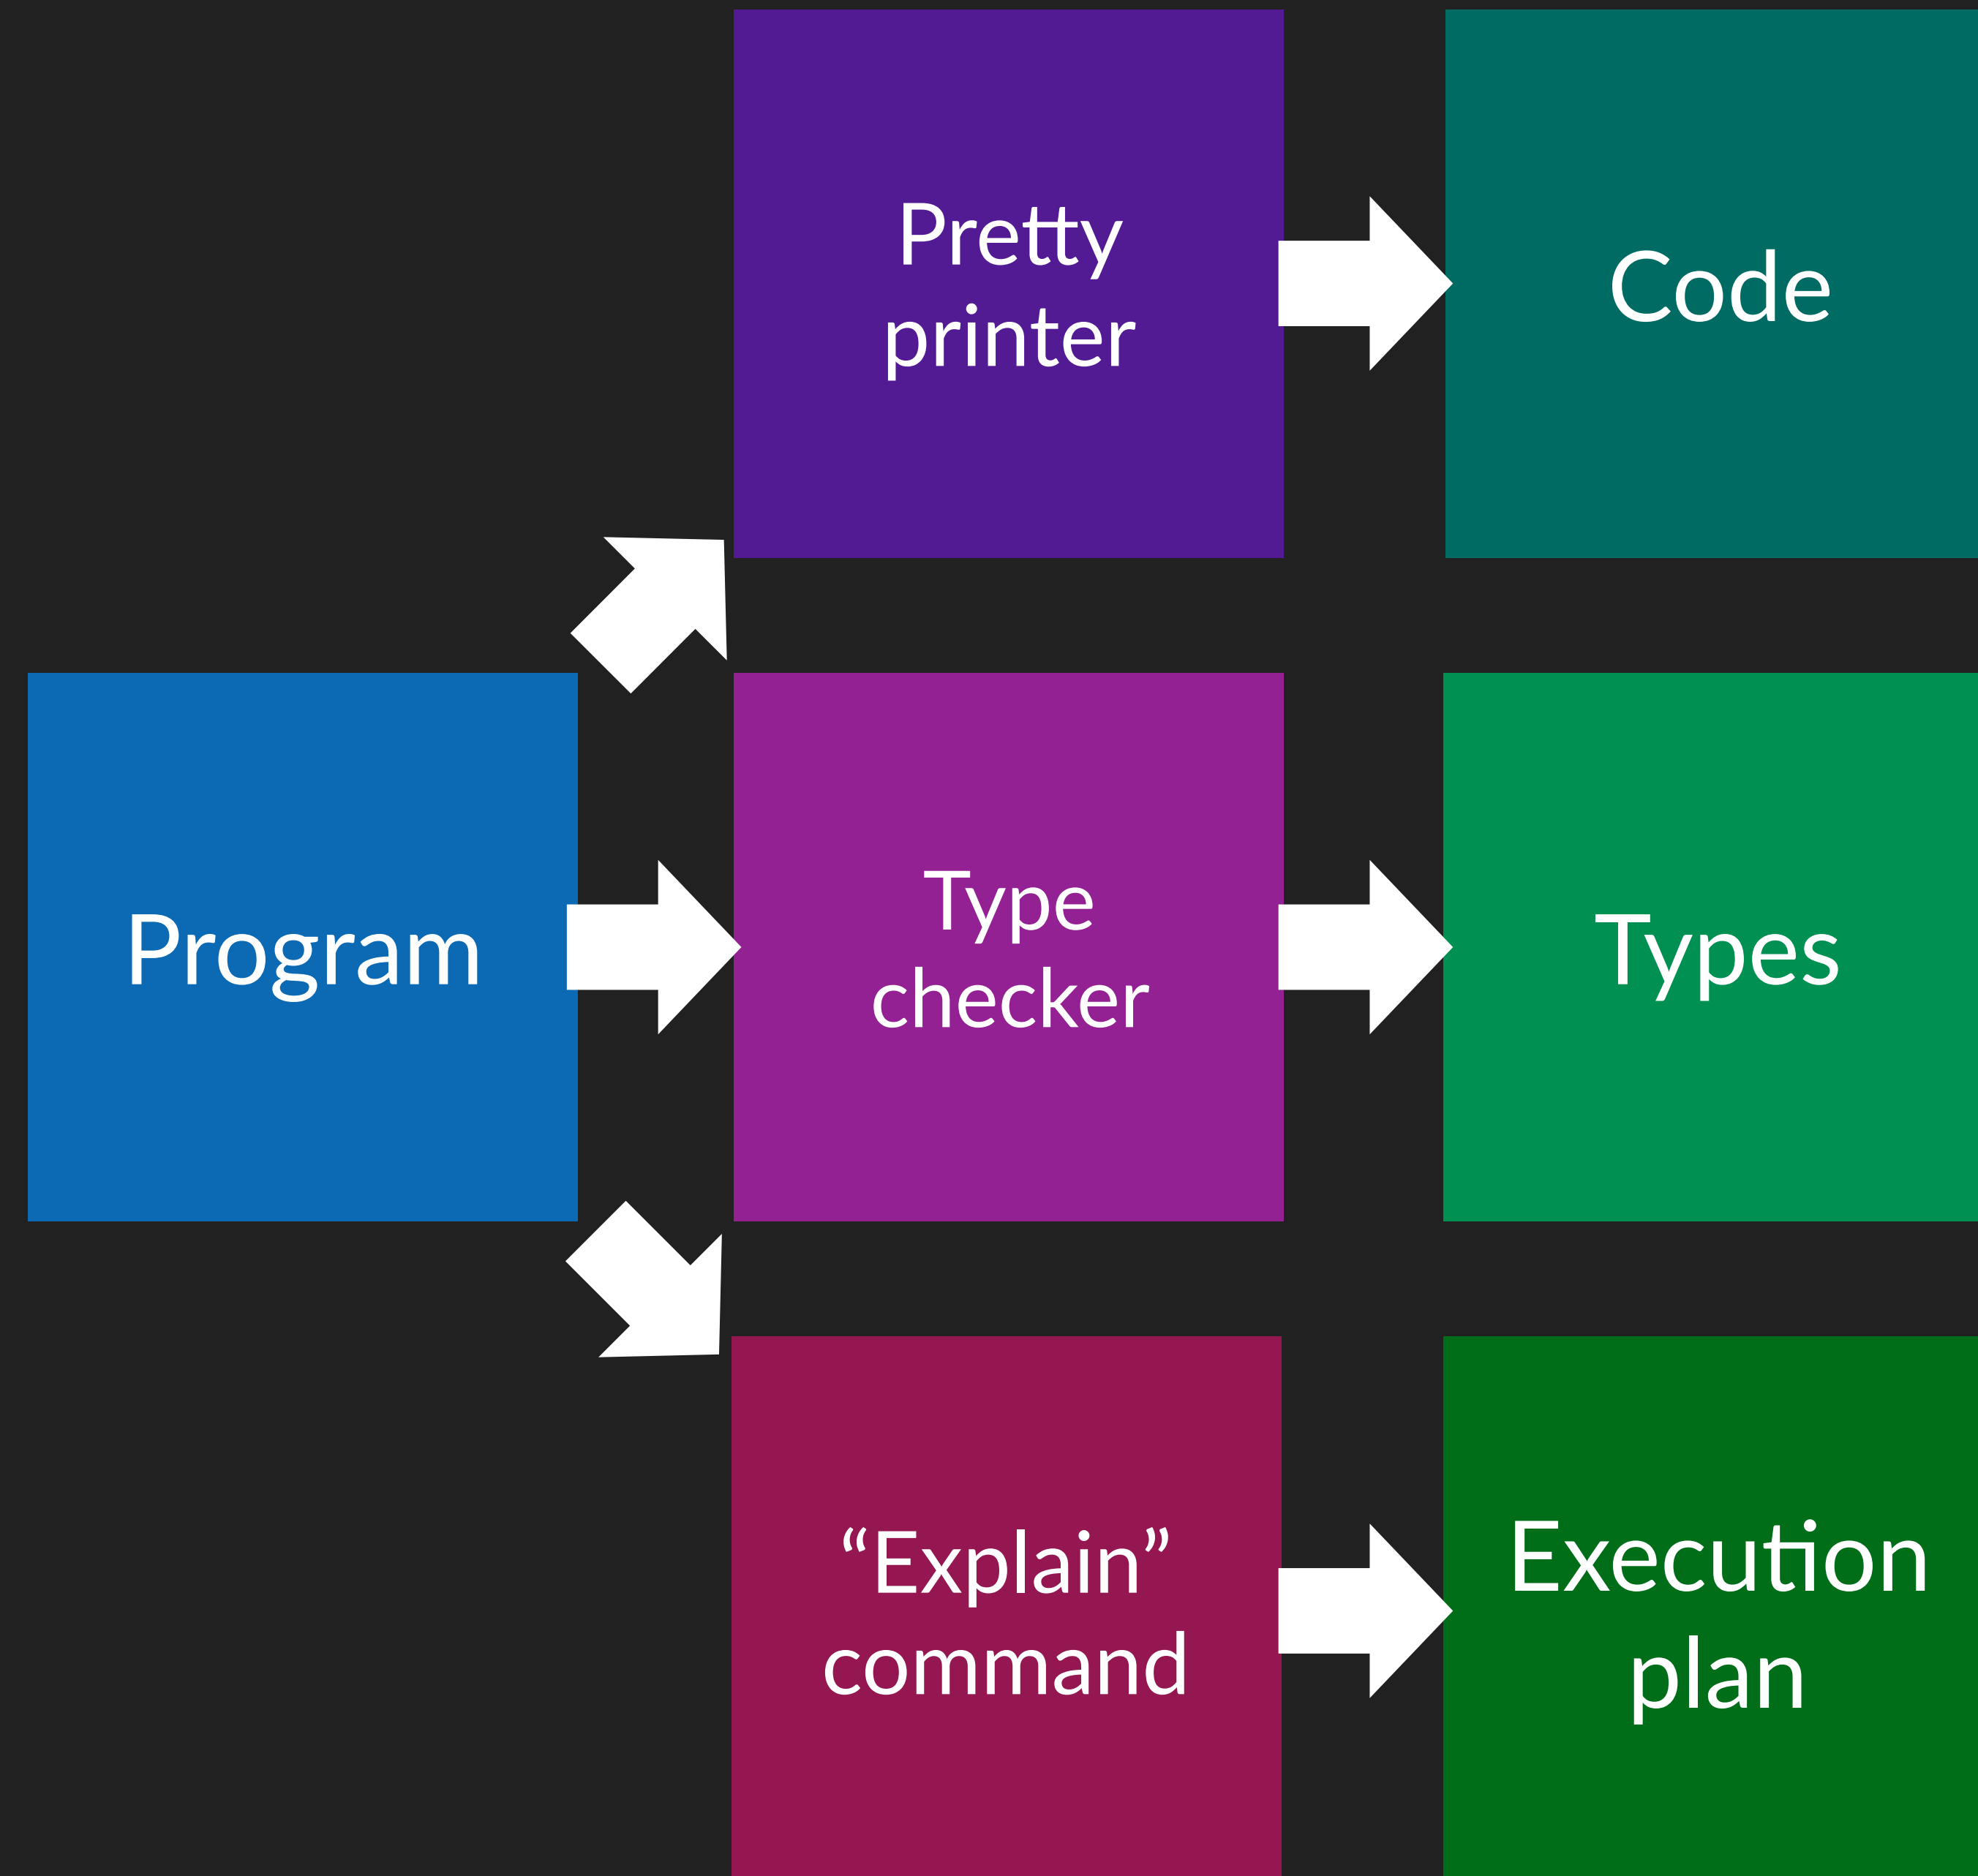 Pretty
printer
Code
Program
Type
checker
Types
“Explain”
command
Execution
plan